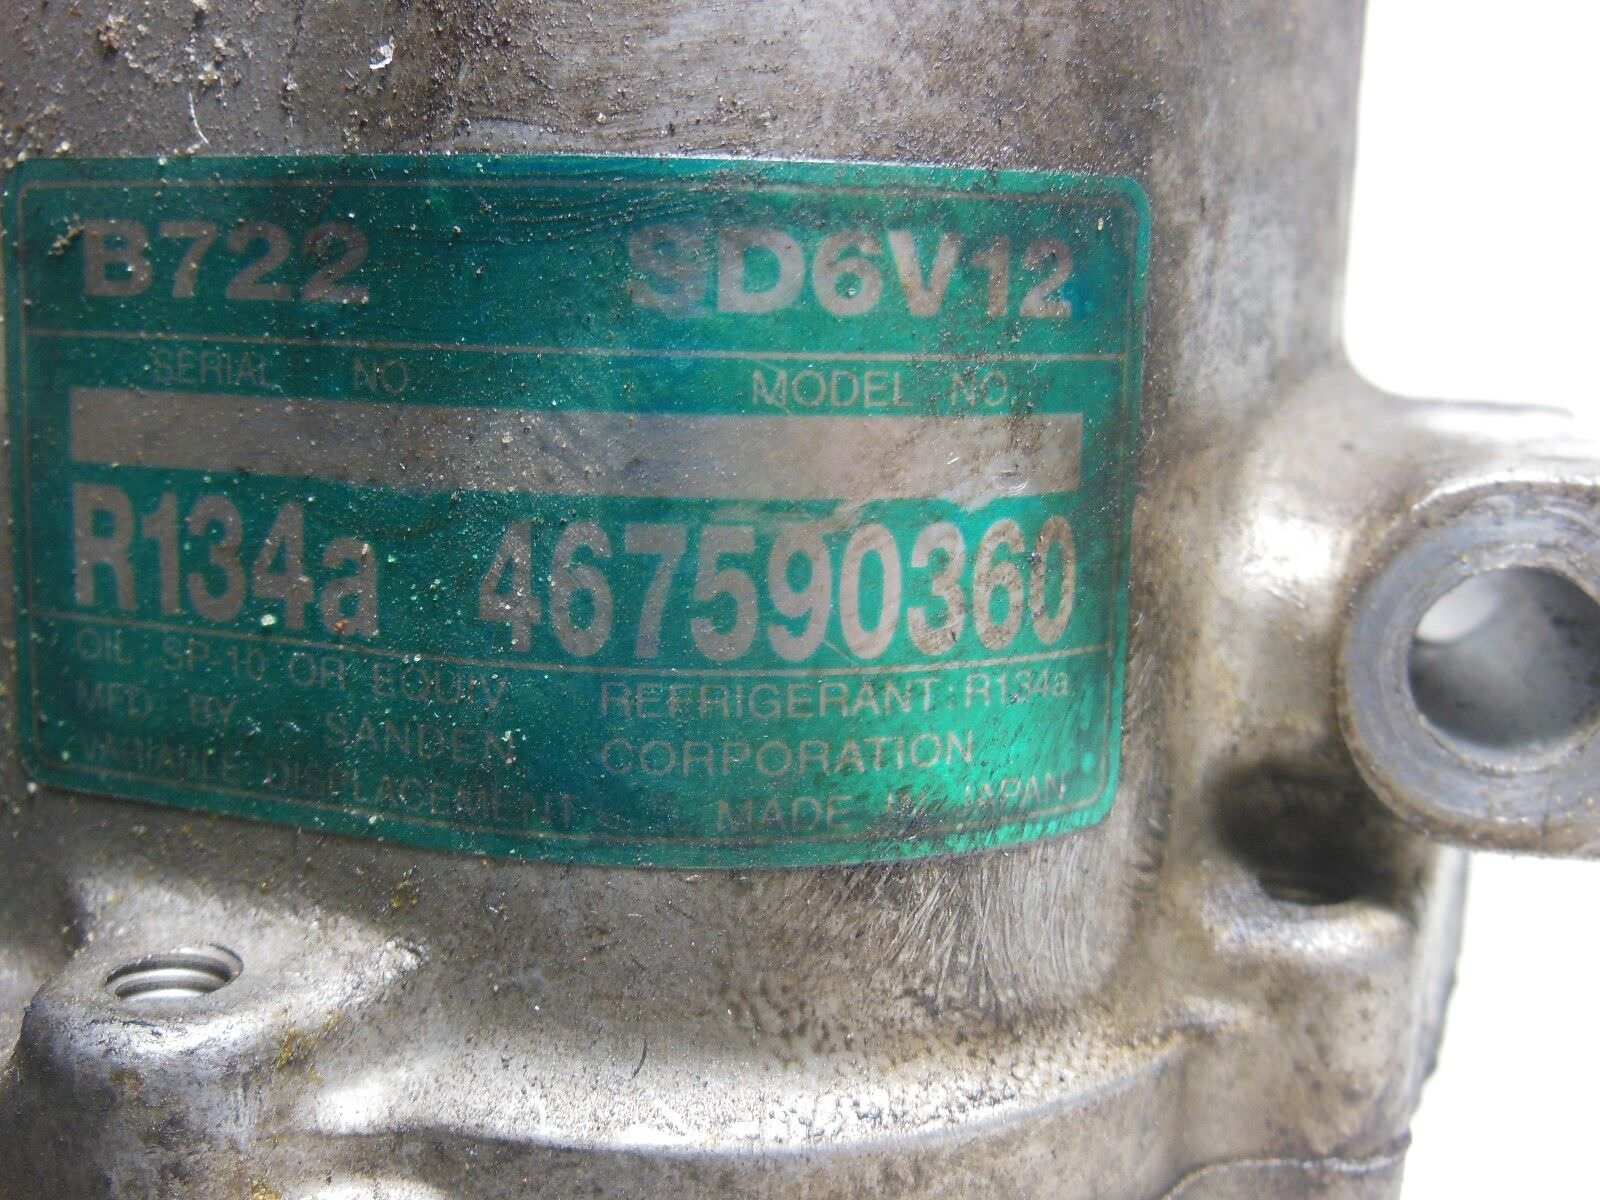 B722 SD6V12
SERIAL NO MODEL NO.
R134a 467590360
OIL SP-10 OR EQUIV. REFRIGERANT:R134a
MFD. BY SANDEN CORPORATION
VARIABLE DISPLACEMENT MADE IN JAPAN